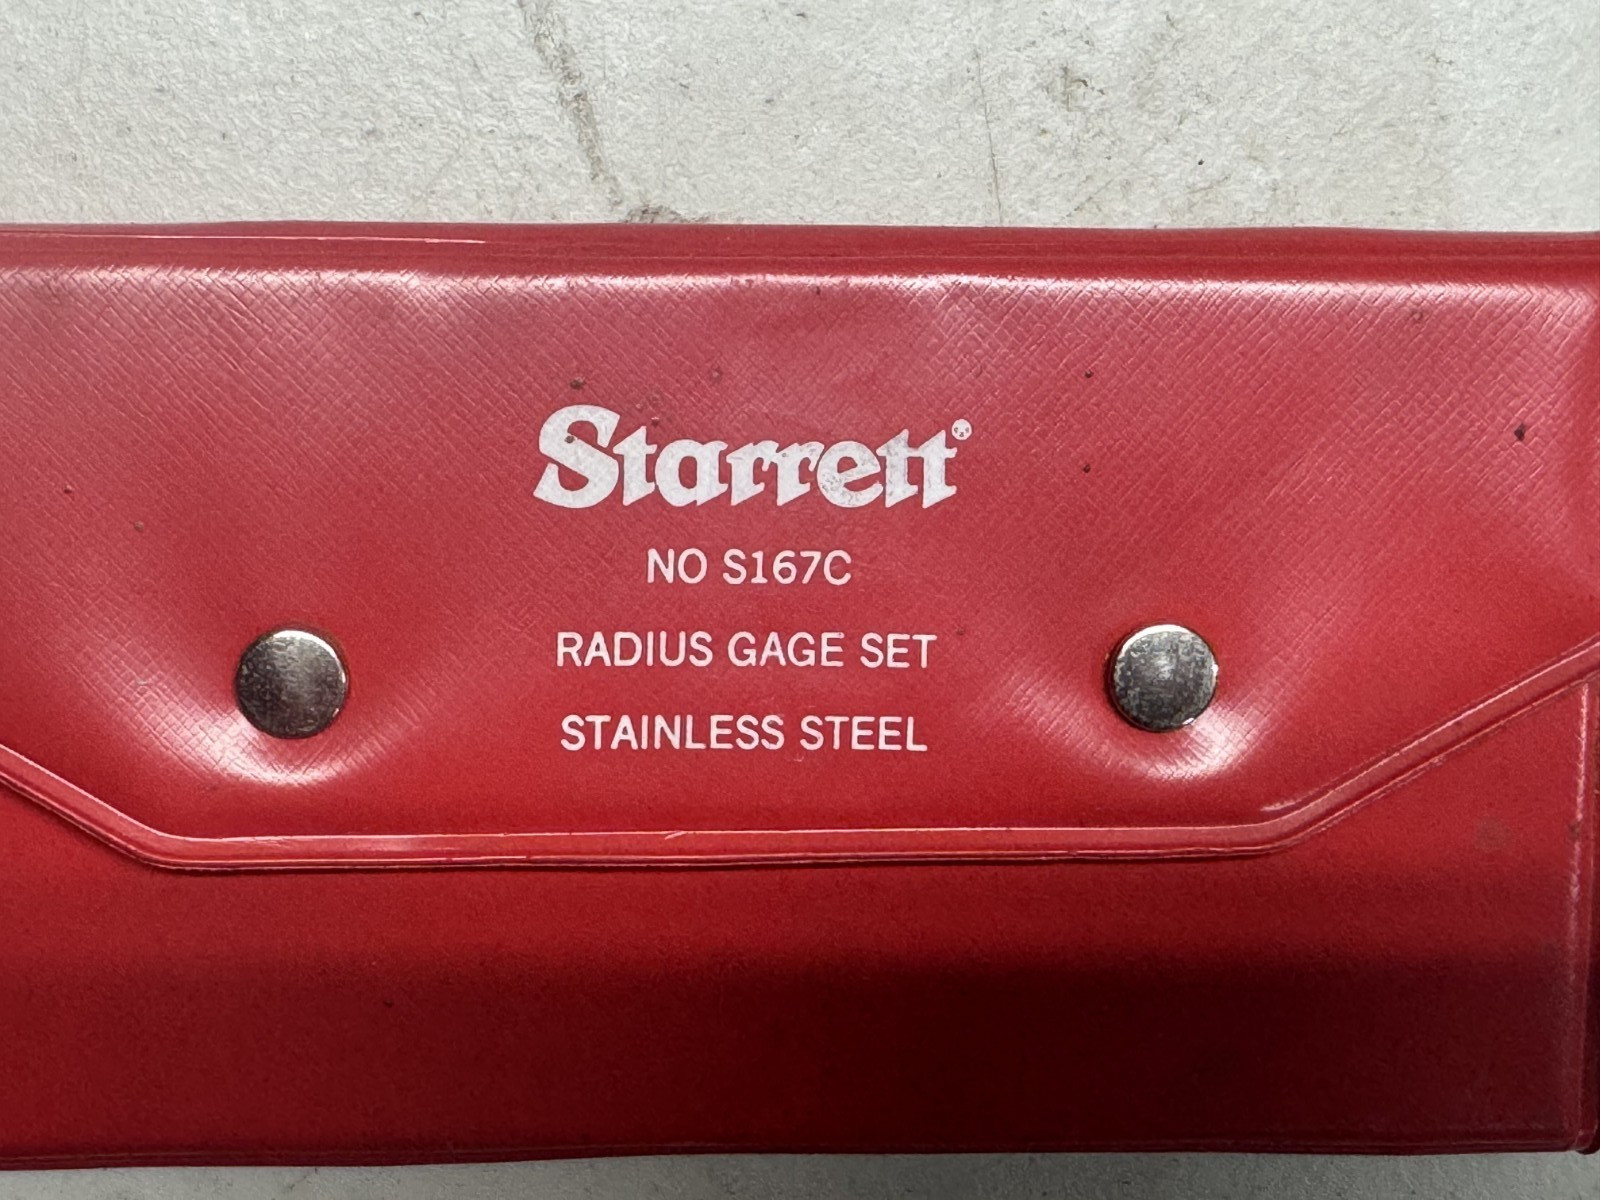 Starrett®
NO S167C
RADIUS GAGE SET
STAINLESS STEEL